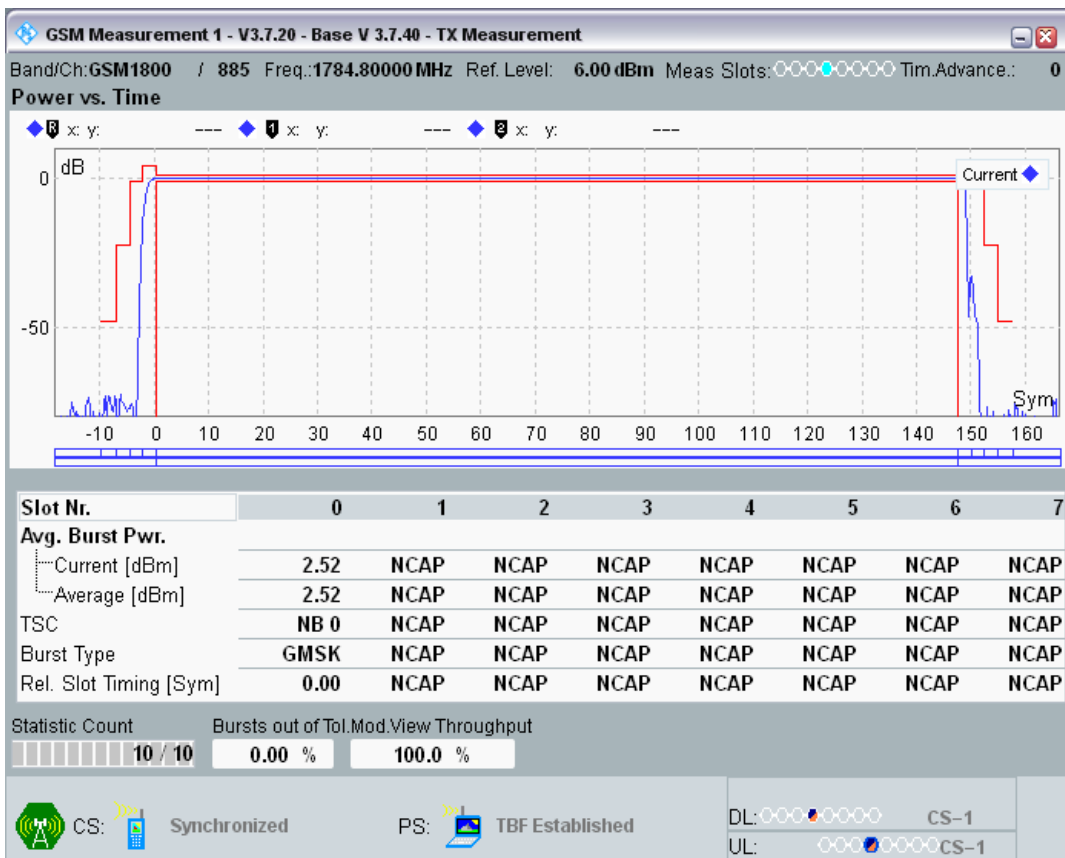 GSM Measurement 1 - V3.7.20 - Base V 3.7.40 - TX Measurement
Band/Ch:GSM1800 / 885 Freq.:1784.80000 MHz Ref. Level: 6.00 dBm Meas Slots: Tim.Advance.: 0
Power vs. Time
R x: y: --- 1 x: y: --- 2 x: y: ---
dB
Current
0
-50
Sym
-10 0 10 20 30 40 50 60 70 80 90 100 110 120 130 140 150 160
Slot Nr. 0 1 2 3 4 5 6 7
Avg. Burst Pwr.
Current [dBm] 2.52 NCAP NCAP NCAP NCAP NCAP NCAP NCAP
Average [dBm] 2.52 NCAP NCAP NCAP NCAP NCAP NCAP NCAP
TSC NB 0 NCAP NCAP NCAP NCAP NCAP NCAP NCAP
Burst Type GMSK NCAP NCAP NCAP NCAP NCAP NCAP NCAP
Rel. Slot Timing [Sym] 0.00 NCAP NCAP NCAP NCAP NCAP NCAP NCAP
Statistic Count Bursts out of Tol. Mod.View Throughput
10 / 10 0.00 % 100.0 %
CS: Synchronized PS: TBF Established
DL: CS-1
UL: CS-1